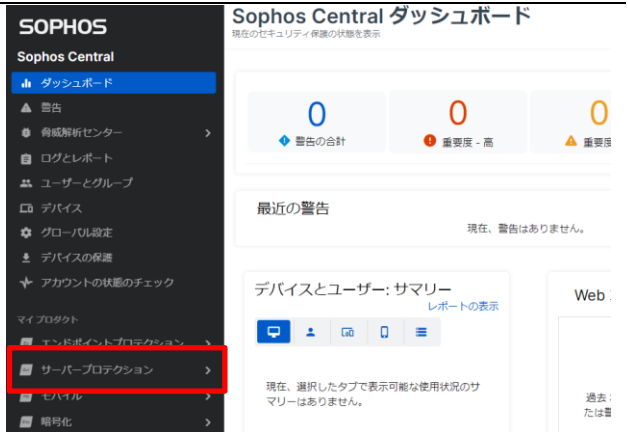 SOPHOS
Sophos Central
ダッシュボード
警告
脅威解析センター
ログとレポート
ユーザーとグループ
デバイス
グローバル設定
デバイスの保護
アカウントの状態のチェック
マイプロダクト
エンドポイントプロテクション
サーバープロテクション
モバイル
暗号化
Sophos Central ダッシュボード
現在のセキュリティ保護の状態を表示
0
警告の合計
0
重要度 - 高
0
重要度
最近の警告
現在、警告はありません。
デバイスとユーザー: サマリー
レポートの表示
現在、選択したタブで表示可能な使用状況のサ
マリーはありません。
Web
過去
たは